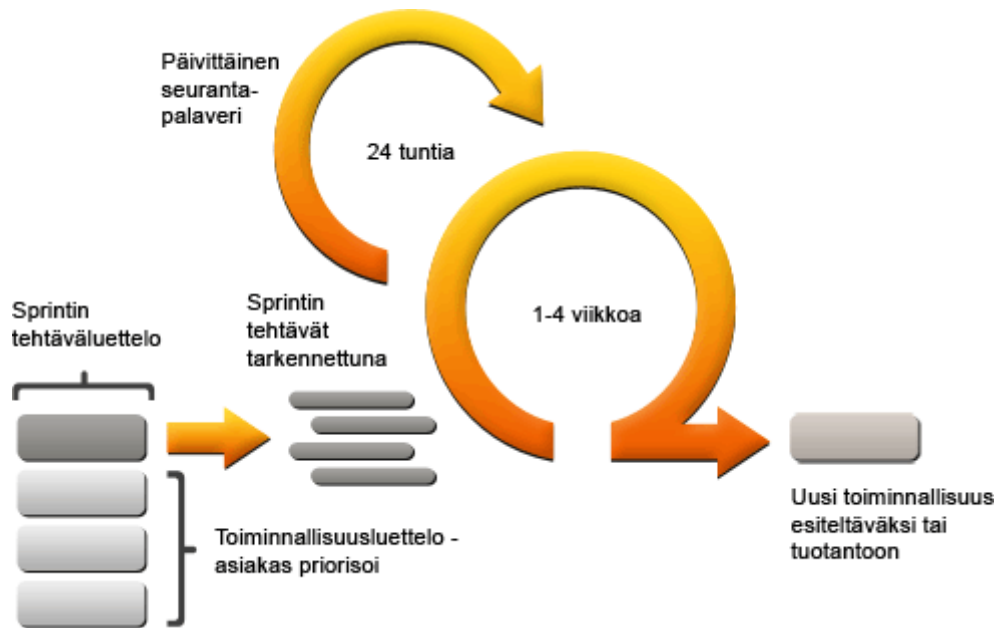 Päivittäinen
seuranta-
palaveri
24 tuntia
1-4 viikkoa
Sprintin
tehtäväluettelo
Sprintin
tehtävät
tarkennettuna
Toiminnallisuusluettelo -
asiakas priorisoi
Uusi toiminnallisuus
esiteltäväksi tai
tuotantoon